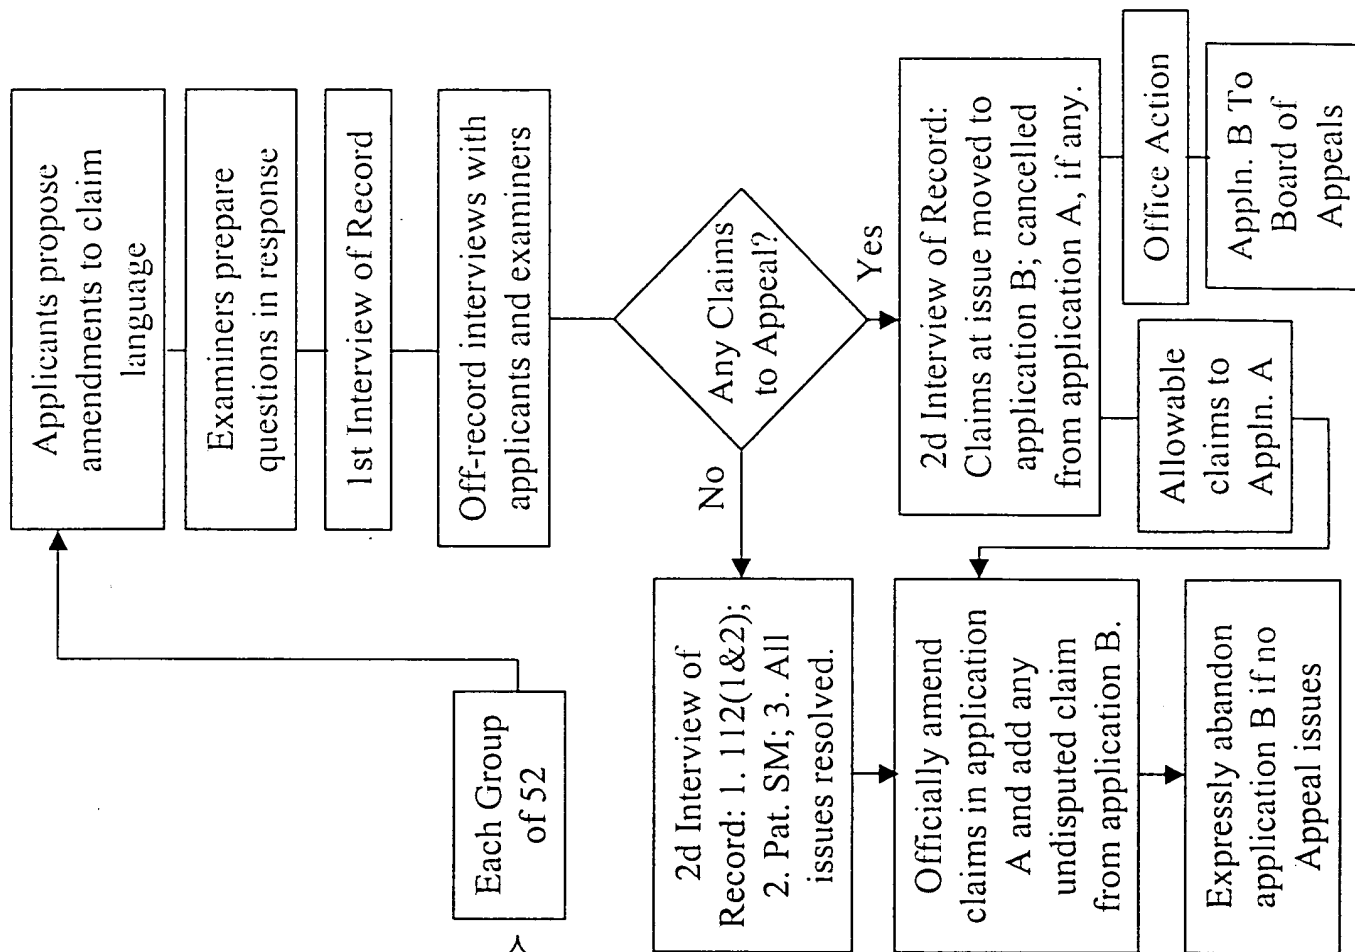 Each Group
of 52
Applicants propose
amendments to claim
language
Examiners prepare
questions in response
1st Interview of Record
Off-record interviews with
applicants and examiners
Any Claims
to Appeal?
No
Yes
2d Interview of
Record: 1. 112(1&2);
2. Pat. SM; 3. All
issues resolved.
Officially amend
claims in application
A and add any
undisputed claim
from application B.
Expressly abandon
application B if no
Appeal issues
2d Interview of Record:
Claims at issue moved to
application B; cancelled
from application A, if any.
Allowable
claims to
Appln. A
Office Action
Appln. B To
Board of
Appeals